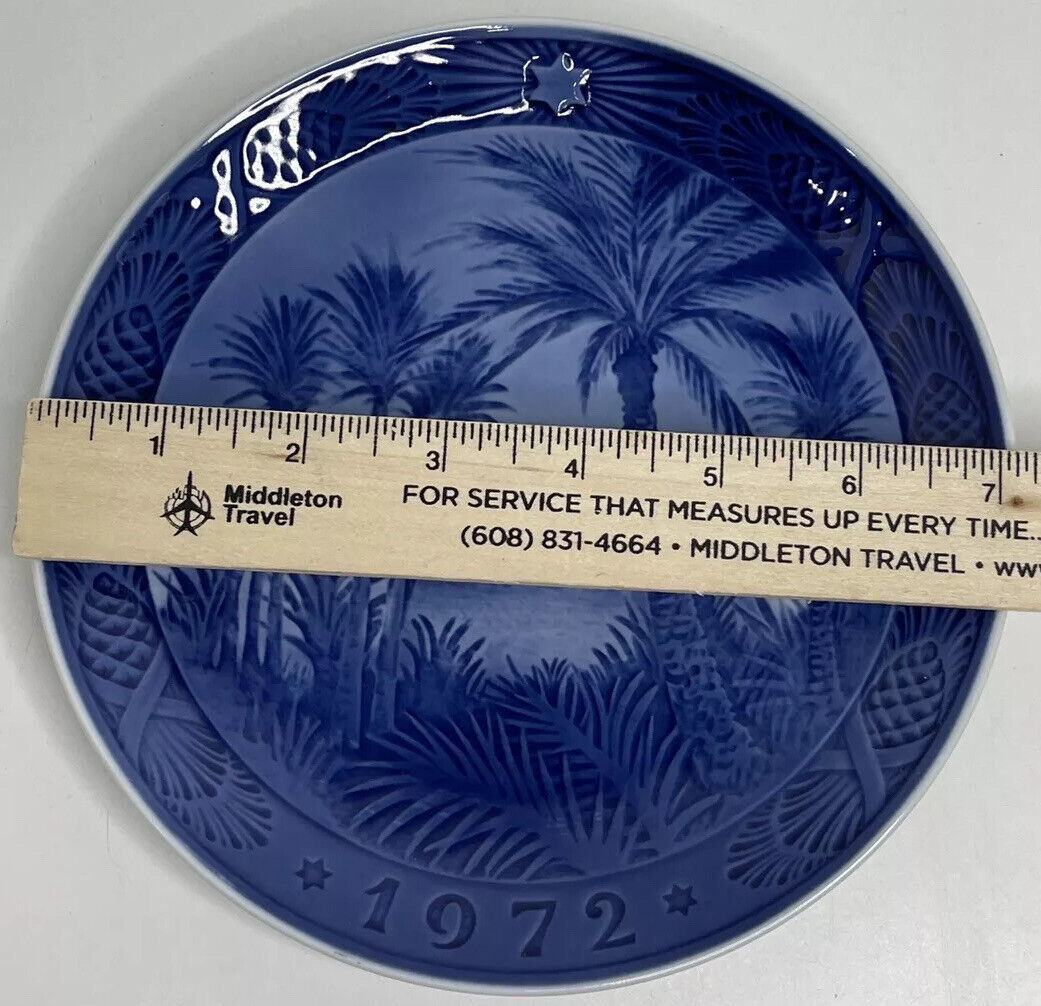 1 2 3 4 5 6 7
Middleton
Travel
FOR SERVICE THAT MEASURES UP EVERY TIME...
(608) 831-4664 • MIDDLETON TRAVEL • www
1972